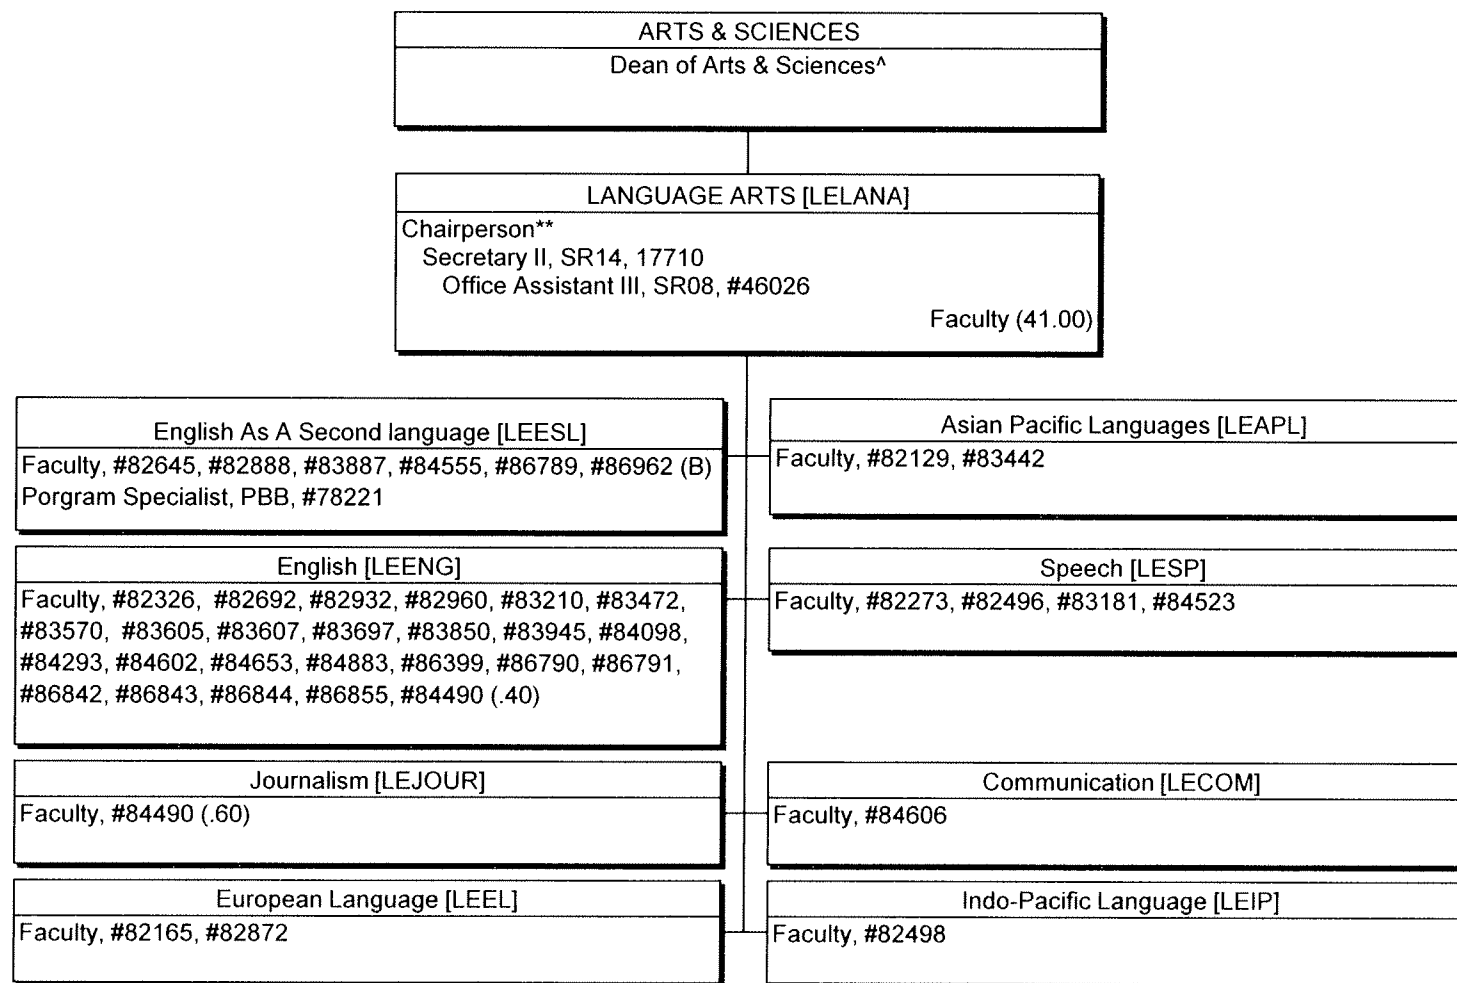 ARTS & SCIENCES
Dean of Arts & Sciences^
LANGUAGE ARTS [LELANA]
Chairperson**
Secretary II, SR14, 17710
Office Assistant III, SR08, #46026
Faculty (41.00)
English As A Second language [LEESL]
Faculty, #82645, #82888, #83887, #84555, #86789, #86962 (B)
Porgram Specialist, PBB, #78221
Asian Pacific Languages [LEAPL]
Faculty, #82129, #83442
English [LEENG]
Faculty, #82326, #82692, #82932, #82960, #83210, #83472,
#83570, #83605, #83607, #83697, #83850, #83945, #84098,
#84293, #84602, #84653, #84883, #86399, #86790, #86791,
#86842, #86843, #86844, #86855, #84490 (.40)
Speech [LESP]
Faculty, #82273, #82496, #83181, #84523
Journalism [LEJOUR]
Faculty, #84490 (.60)
Communication [LECOM]
Faculty, #84606
European Language [LEEL]
Faculty, #82165, #82872
Indo-Pacific Language [LEIP]
Faculty, #82498